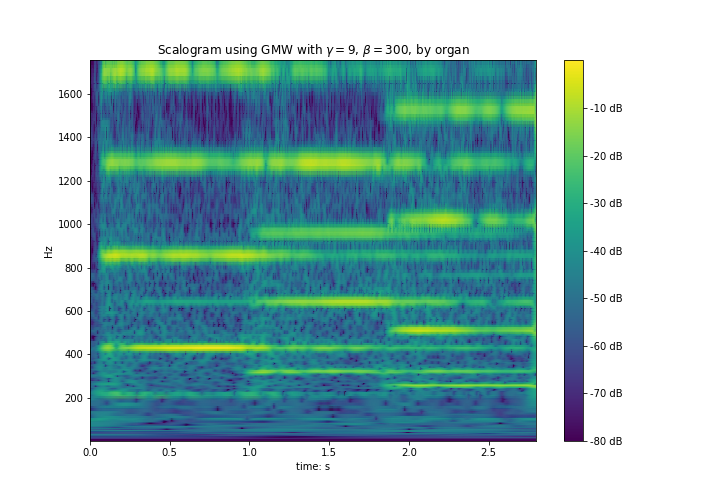 Scalogram using GMW with γ = 9, β = 300, by organ
1600
1400
1200
1000
800
600
400
200
Hz
0.0 0.5 1.0 1.5 2.0 2.5
time: s
-10 dB
-20 dB
-30 dB
-40 dB
-50 dB
-60 dB
-70 dB
-80 dB